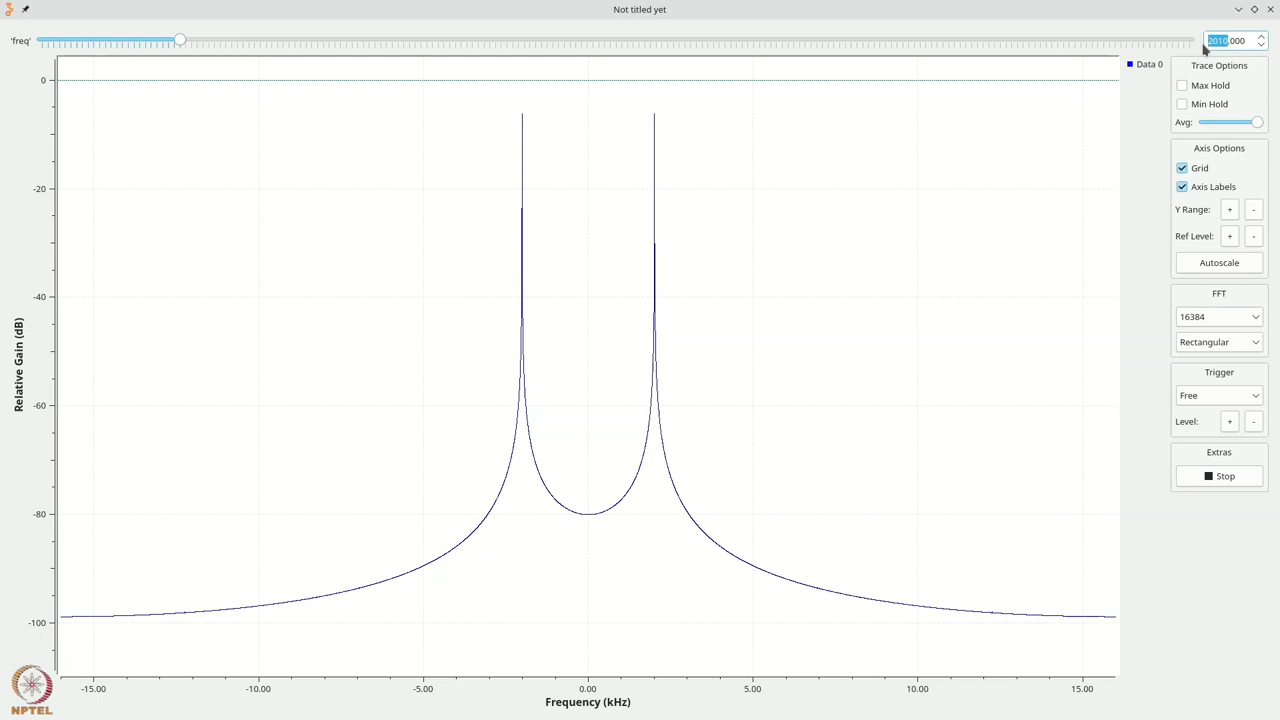 Not titled yet
'freq'
2010.000
Data 0
Trace Options
Max Hold
Min Hold
Avg:
Axis Options
Grid
Axis Labels
Y Range: + -
Ref Level: + -
Autoscale
FFT
16384
Rectangular
Trigger
Free
Level: + -
Extras
Stop
Relative Gain (dB)
0
-20
-40
-60
-80
-100
-15.00 -10.00 -5.00 0.00 5.00 10.00 15.00
Frequency (kHz)
NPTEL